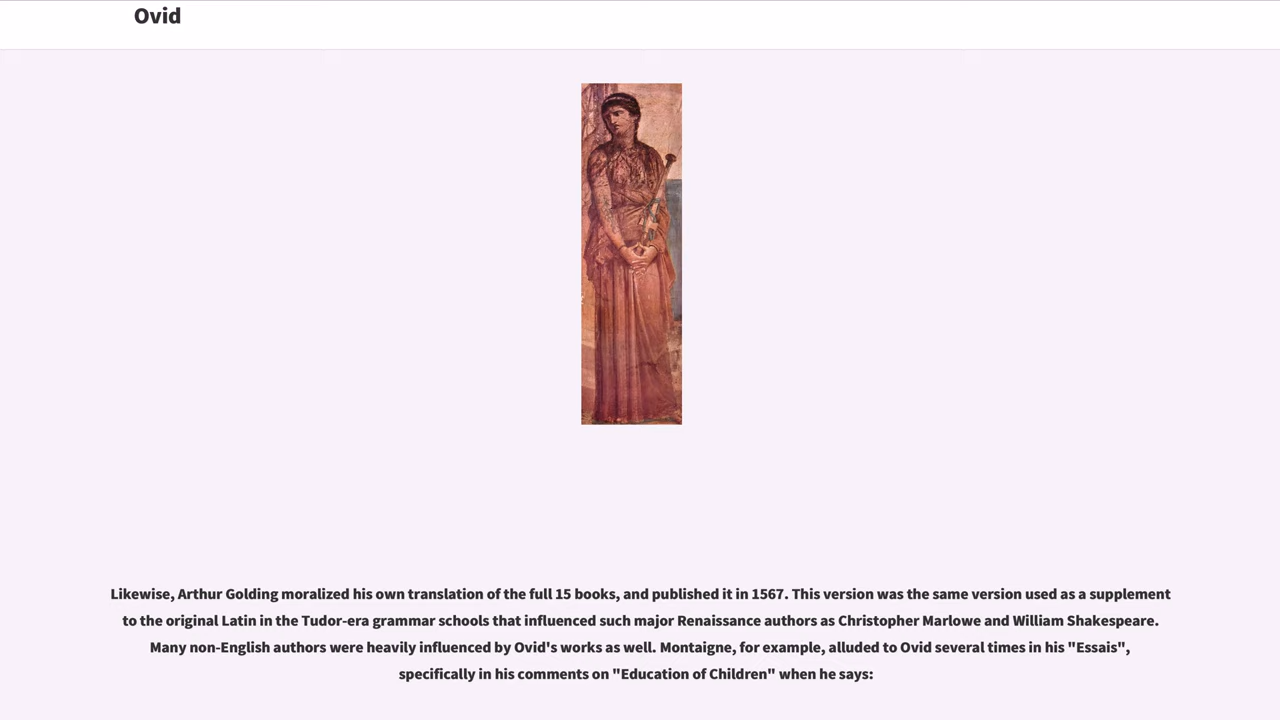 Ovid
Likewise, Arthur Golding moralized his own translation of the full 15 books, and published it in 1567. This version was the same version used as a supplement
to the original Latin in the Tudor-era grammar schools that influenced such major Renaissance authors as Christopher Marlowe and William Shakespeare.
Many non-English authors were heavily influenced by Ovid's works as well. Montaigne, for example, alluded to Ovid several times in his "Essais",
specifically in his comments on "Education of Children" when he says: